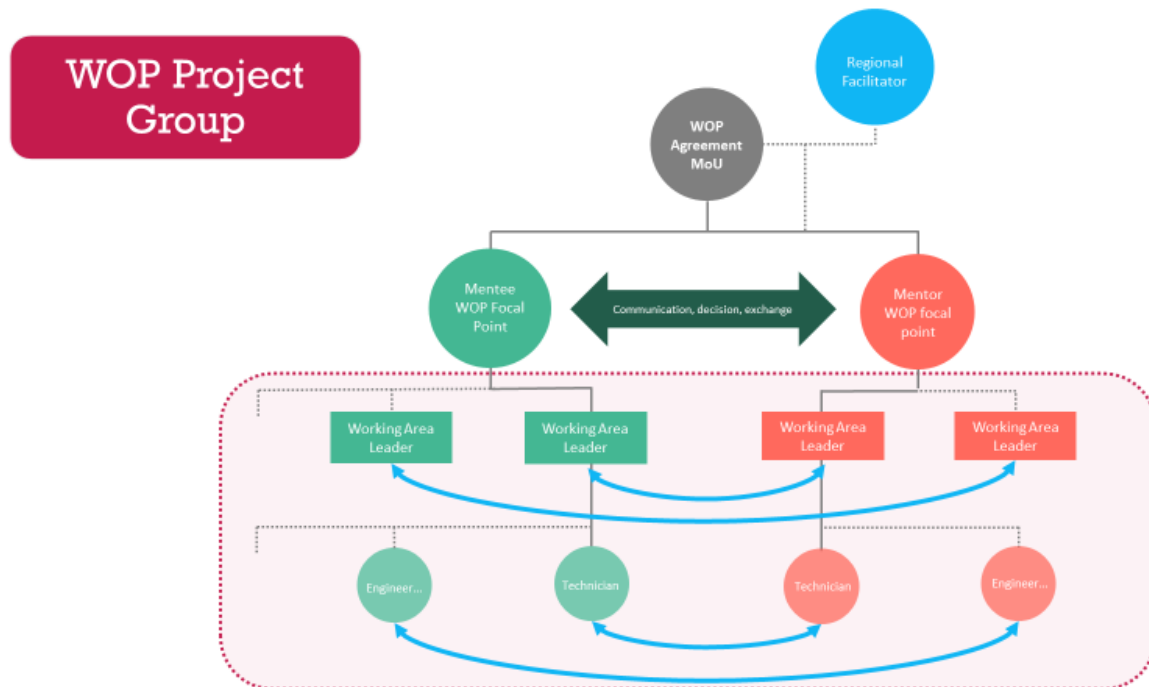 WOP Project
Group
Regional
Facilitator
WOP
Agreement
MoU
Mentee
WOP Focal
Point
Communication, decision, exchange
Mentor
WOP focal
point
Working Area
Leader
Working Area
Leader
Working Area
Leader
Working Area
Leader
Engineer...
Technician
Technician
Engineer...